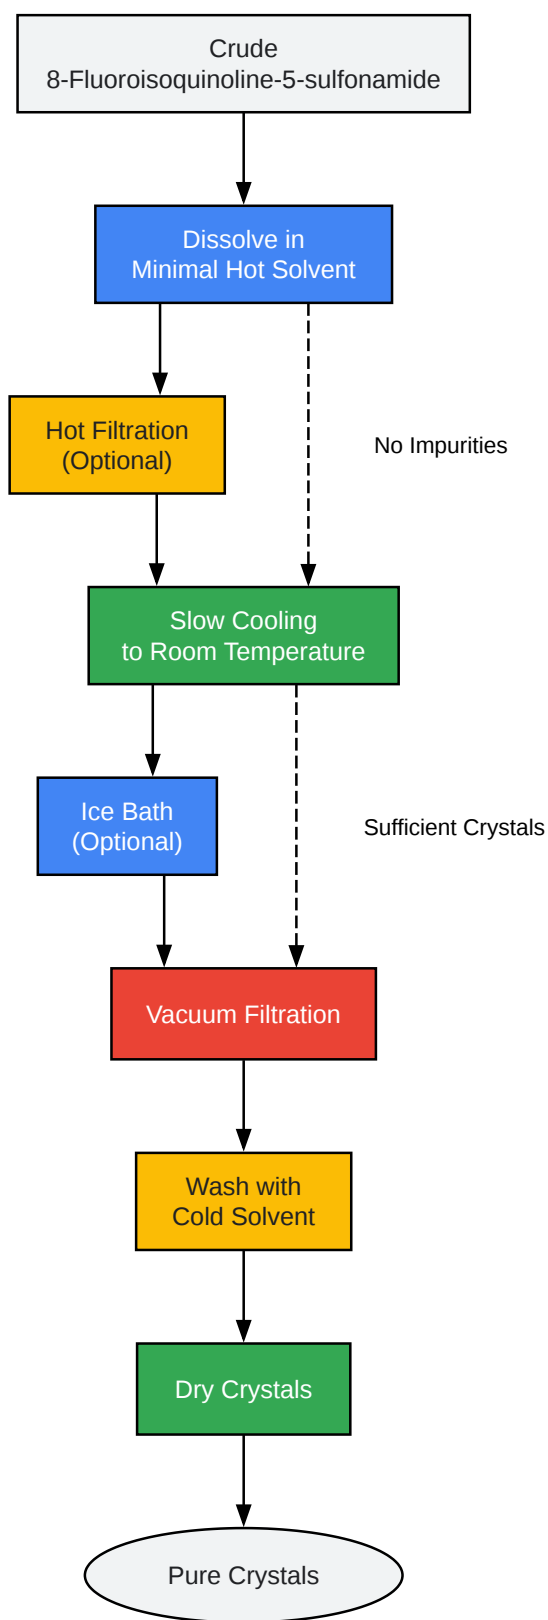 Crude
8-Fluoroisoquinoline-5-sulfonamide
Dissolve in
Minimal Hot Solvent
Hot Filtration
(Optional)
No Impurities
Slow Cooling
to Room Temperature
Ice Bath
(Optional)
Sufficient Crystals
Vacuum Filtration
Wash with
Cold Solvent
Dry Crystals
Pure Crystals